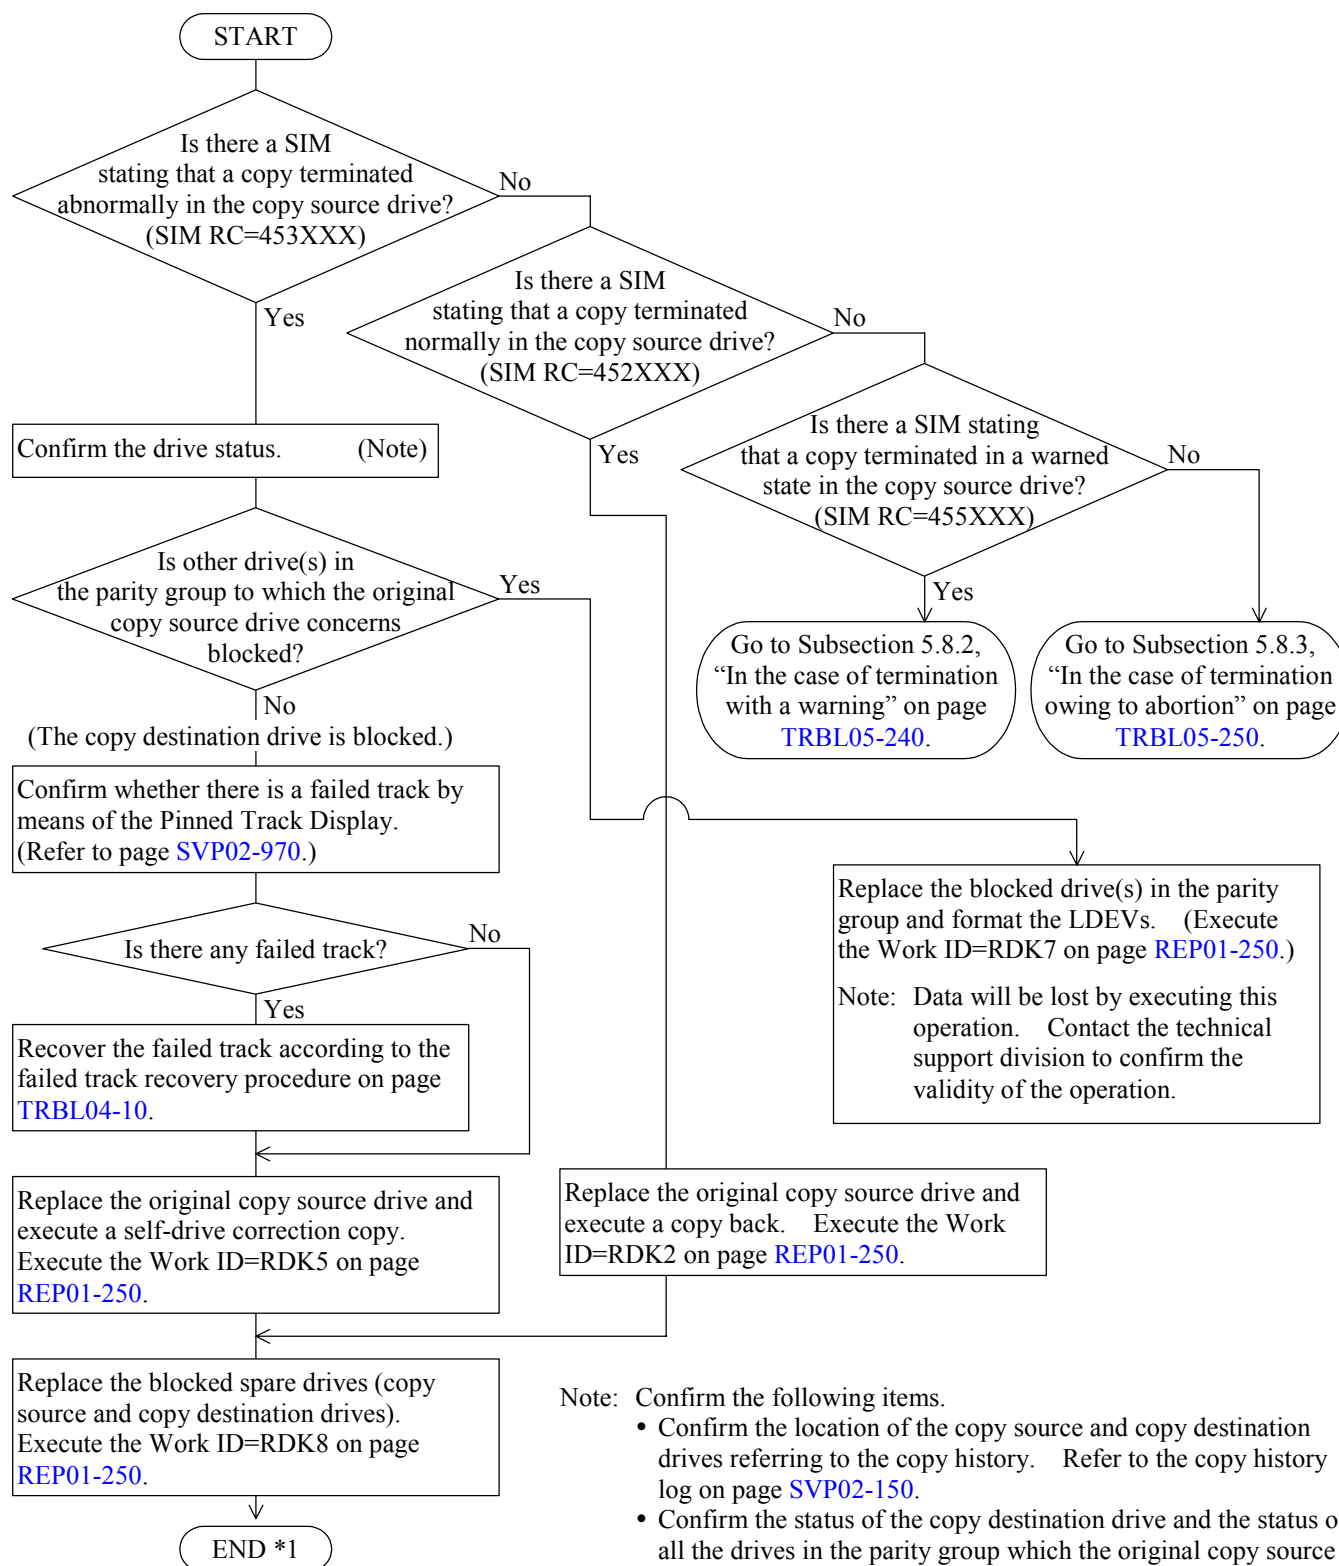 START
Is there a SIM
stating that a copy terminated
abnormally in the copy source drive?
(SIM RC=453XXX)
No
Yes
Is there a SIM
stating that a copy terminated
normally in the copy source drive?
(SIM RC=452XXX)
No
Yes
Is there a SIM stating
that a copy terminated in a warned
state in the copy source drive?
(SIM RC=455XXX)
No
Yes
Go to Subsection 5.8.2,
“In the case of termination
with a warning” on page
TRBL05-240.
Go to Subsection 5.8.3,
“In the case of termination
owing to abortion” on page
TRBL05-250.
Confirm the drive status. (Note)
Is other drive(s) in
the parity group to which the original
copy source drive concerns
blocked?
Yes
No
(The copy destination drive is blocked.)
Confirm whether there is a failed track by
means of the Pinned Track Display.
(Refer to page SVP02-970.)
Is there any failed track?
No
Yes
Recover the failed track according to the
failed track recovery procedure on page
TRBL04-10.
Replace the blocked drive(s) in the parity
group and format the LDEVs. (Execute
the Work ID=RDK7 on page REP01-250.)
Note: Data will be lost by executing this
operation. Contact the technical
support division to confirm the
validity of the operation.
Replace the original copy source drive and
execute a self-drive correction copy.
Execute the Work ID=RDK5 on page
REP01-250.
Replace the original copy source drive and
execute a copy back. Execute the Work
ID=RDK2 on page REP01-250.
Replace the blocked spare drives (copy
source and copy destination drives).
Execute the Work ID=RDK8 on page
REP01-250.
END *1
Note: Confirm the following items.
• Confirm the location of the copy source and copy destination
drives referring to the copy history. Refer to the copy history
log on page SVP02-150.
• Confirm the status of the copy destination drive and the status o
all the drives in the parity group which the original copy source